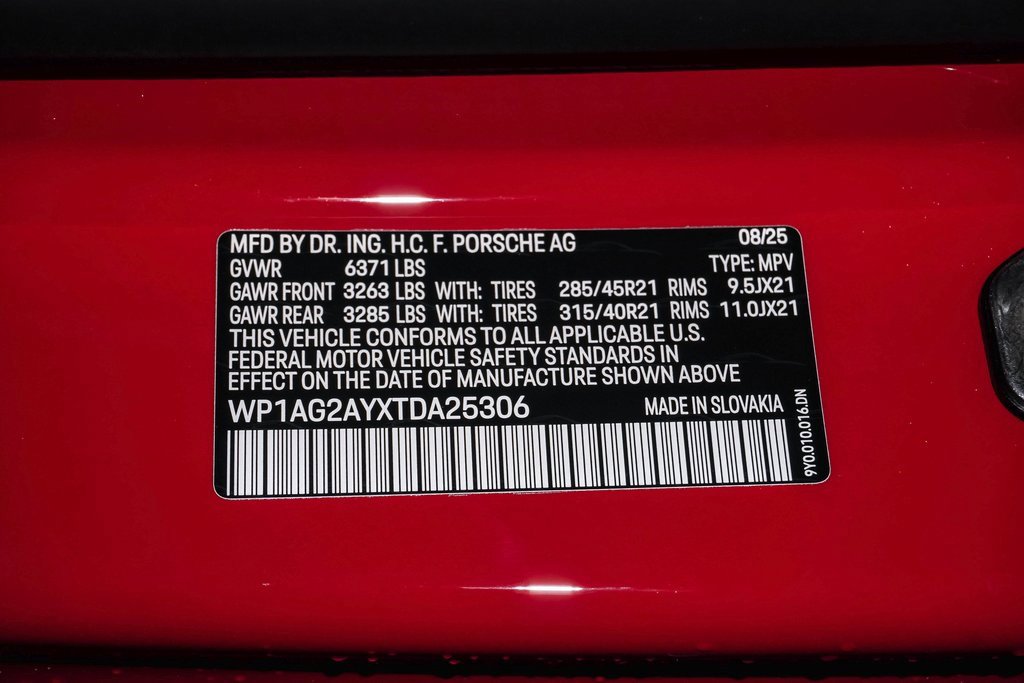 MFD BY DR. ING. H.C. F. PORSCHE AG 08/25
GVWR 6371 LBS TYPE: MPV
GAWR FRONT 3263 LBS WITH: TIRES 285/45R21 RIMS 9.5JX21
GAWR REAR 3285 LBS WITH: TIRES 315/40R21 RIMS 11.0JX21
THIS VEHICLE CONFORMS TO ALL APPLICABLE U.S.
FEDERAL MOTOR VEHICLE SAFETY STANDARDS IN
EFFECT ON THE DATE OF MANUFACTURE SHOWN ABOVE
WP1AG2AYXTDA25306 MADE IN SLOVAKIA
9Y0.010.016.DN